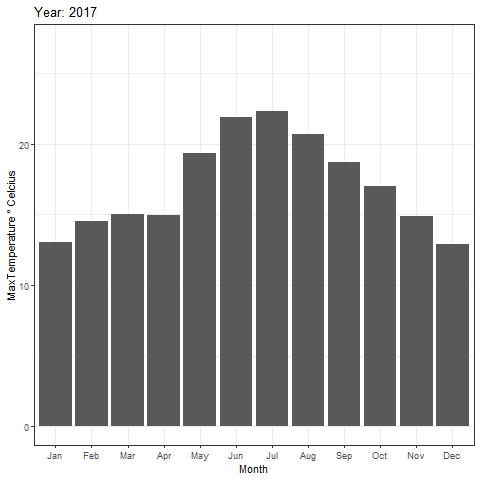 Year: 2017
20
10
0
MaxTemperature " Celcius
Jan Feb Mar Apr May Jun Jul Aug Sep Oct Nov Dec
Month